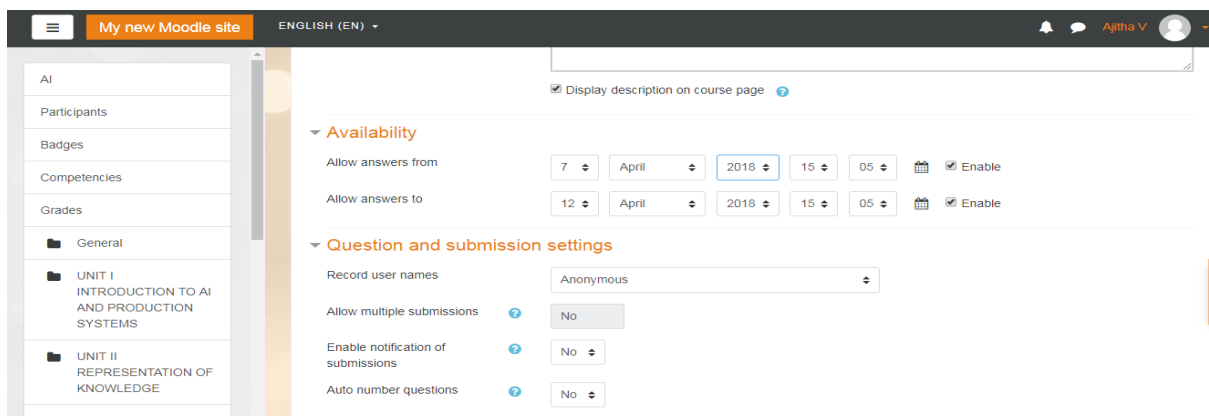 My new Moodle site ENGLISH (EN) Ajitha V
AI
Participants
Badges
Competencies
Grades
General
UNIT I
INTRODUCTION TO AI
AND PRODUCTION
SYSTEMS
UNIT II
REPRESENTATION OF
KNOWLEDGE
Display description on course page
Availability
Allow answers from 7 April 2018 15 05 Enable
Allow answers to 12 April 2018 15 05 Enable
Question and submission settings
Record user names Anonymous
Allow multiple submissions ? No
Enable notification of
submissions ? No
Auto number questions ? No